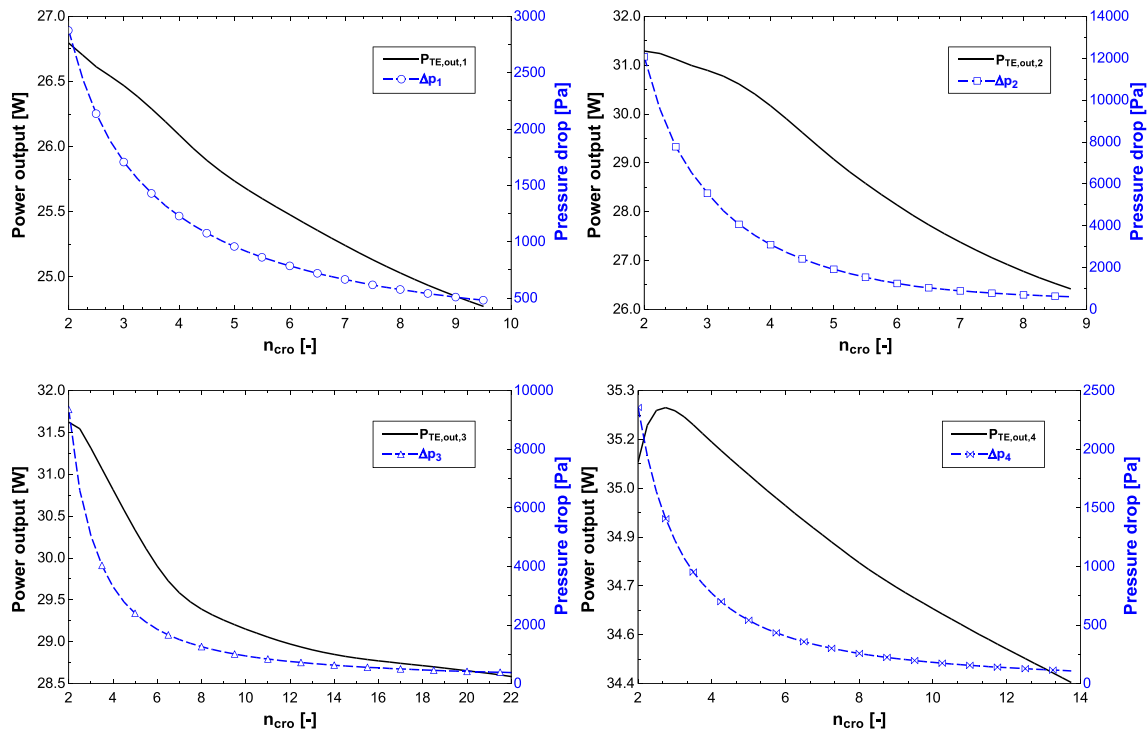 27.0
26.5
26.0
25.5
25.0
Power output [W]
3000
2500
2000
1500
1000
500
Pressure drop [Pa]
P_TE,out,1
Δp_1
2 3 4 5 6 7 8 9 10
n_cro [-]
32.0
31.0
30.0
29.0
28.0
27.0
26.0
Power output [W]
14000
12000
10000
8000
6000
4000
2000
0
Pressure drop [Pa]
P_TE,out,2
Δp_2
2 3 4 5 6 7 8 9
n_cro [-]
32.0
31.5
31.0
30.5
30.0
29.5
29.0
28.5
Power output [W]
10000
8000
6000
4000
2000
0
Pressure drop [Pa]
P_TE,out,3
Δp_3
2 4 6 8 10 12 14 16 18 20 22
n_cro [-]
35.3
35.2
35.0
34.9
34.7
34.6
34.4
Power output [W]
2500
2000
1500
1000
500
0
Pressure drop [Pa]
P_TE,out,4
Δp_4
2 4 6 8 10 12 14
n_cro [-]